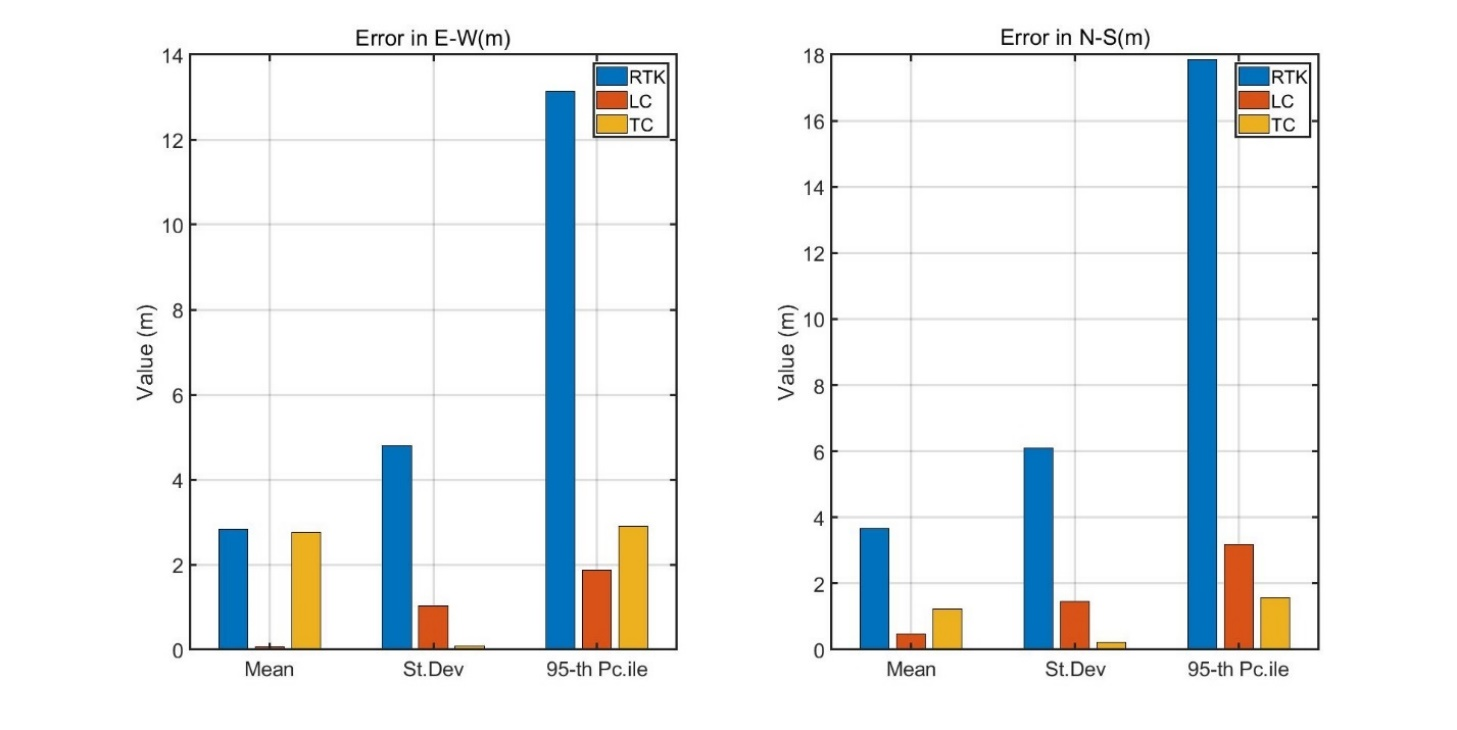 Error in E-W(m)
14
12
10
8
6
4
2
0
Value (m)
RTK
LC
TC
Mean
St.Dev
95-th Pc.ile
Error in N-S(m)
18
16
14
12
10
8
6
4
2
0
Value (m)
RTK
LC
TC
Mean
St.Dev
95-th Pc.ile